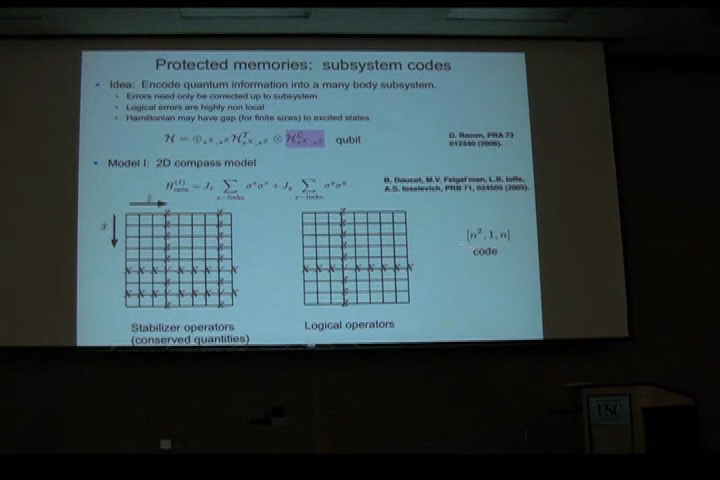 Protected memories: subsystem codes
• Idea: Encode quantum information into a many body subsystem.
• Errors need only be corrected up to subsystem
• Logical errors are highly non local
• Hamiltonian may have gap (for finite sizes) to excited states
qubit
D. Bacon, PRA 73
012340 (2006).
• Model I: 2D compass model
B. Doucot, M.V. Feigel'man, L.B. Ioffe,
A.S. Ioselevich, PRB 71, 024505 (2005).
[n², 1, n]
code
Stabilizer operators
(conserved quantities)
Logical operators
USC